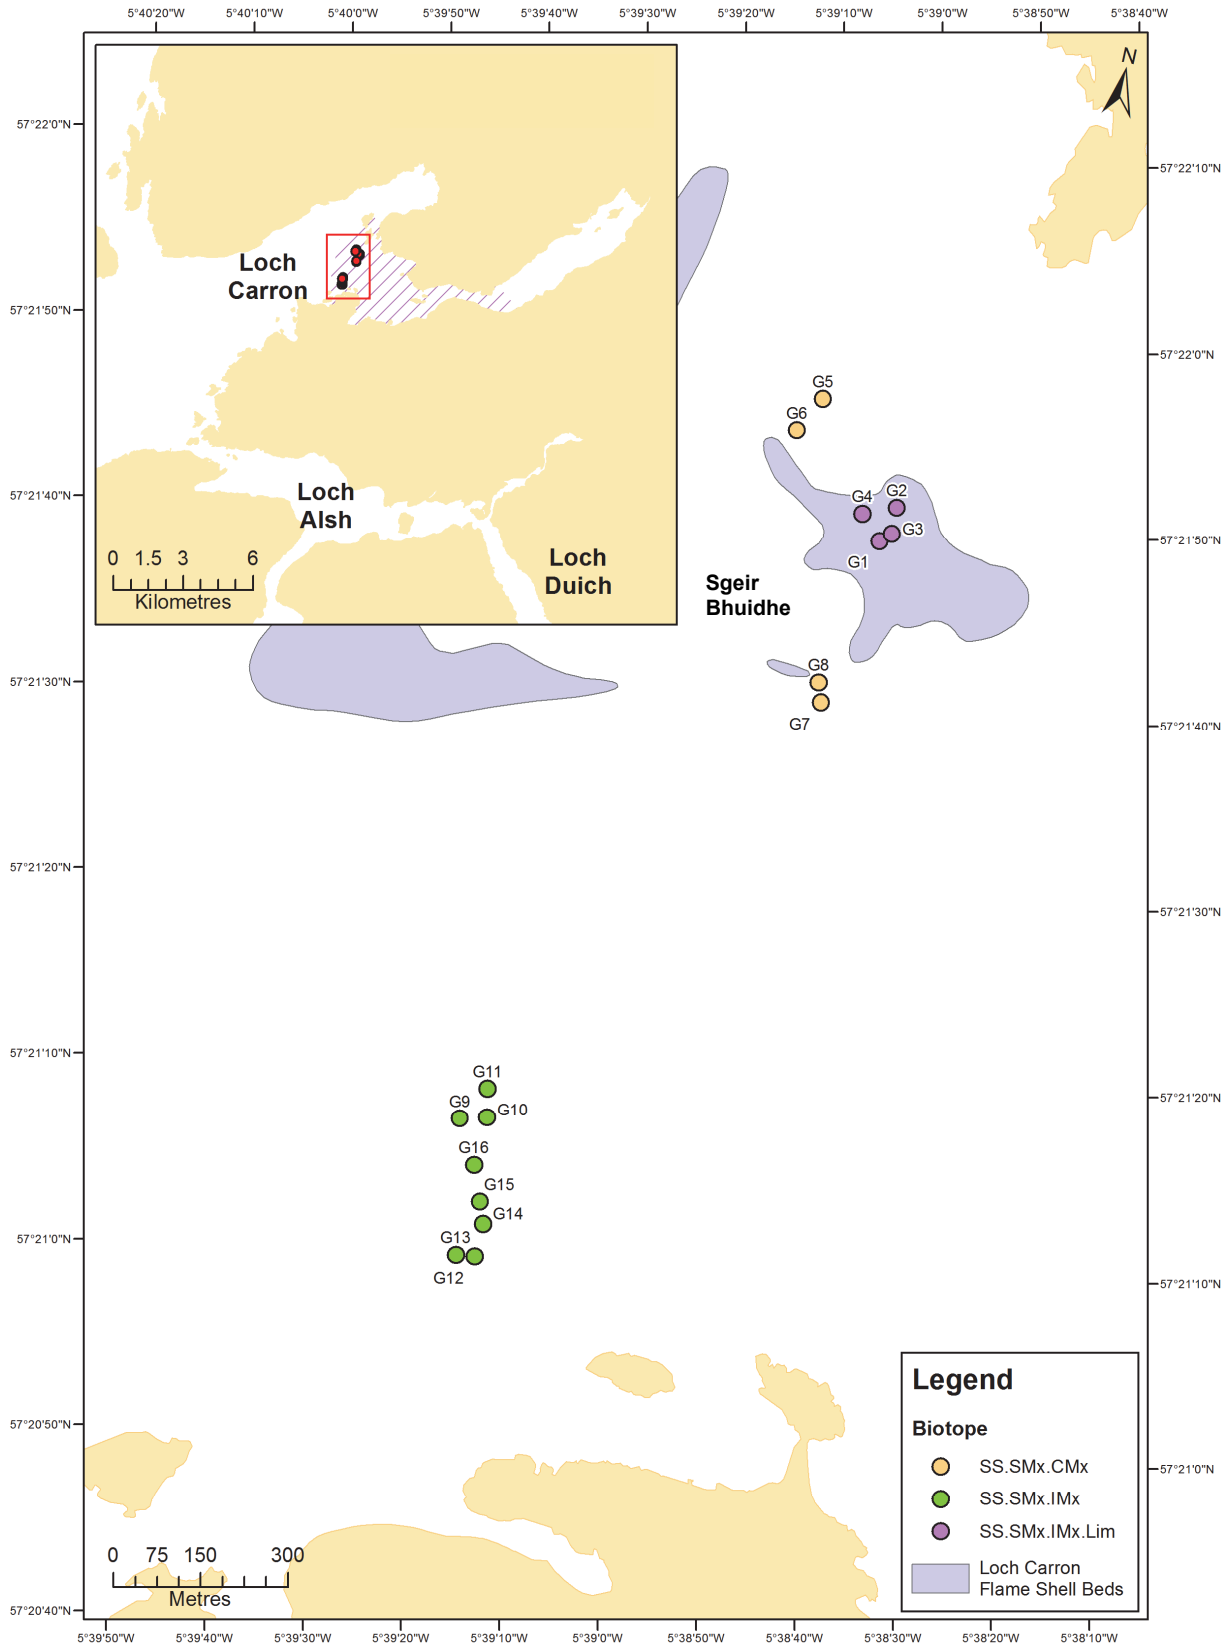 5°40'20"W 5°40'10"W 5°40'0"W 5°39'50"W 5°39'40"W 5°39'30"W 5°39'20"W 5°39'10"W 5°39'0"W 5°38'50"W 5°38'40"W
N
57°22'0"N
57°22'10"N
Loch
Carron
57°21'50"N
57°22'0"N
G5
G6
57°21'40"N
Loch
Alsh
G4
G2
G3
G1
57°21'50"N
0 1.5 3 6
Kilometres
Loch
Duich
Sgeir
Bhuidhe
57°21'30"N
G8
G7
57°21'40"N
57°21'20"N
57°21'30"N
57°21'10"N
G11
G9
G10
57°21'20"N
G16
G15
G14
G13
G12
57°21'0"N
57°21'10"N
57°20'50"N
57°21'0"N
Legend
Biotope
SS.SMx.CMx
SS.SMx.IMx
SS.SMx.IMx.Lim
Loch Carron
Flame Shell Beds
0 75 150 300
Metres
57°20'40"N
5°39'50"W 5°39'40"W 5°39'30"W 5°39'20"W 5°39'10"W 5°39'0"W 5°38'50"W 5°38'40"W 5°38'30"W 5°38'20"W 5°38'10"W